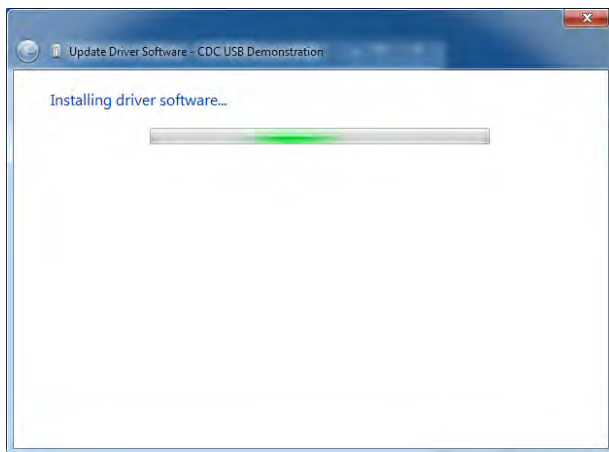 Update Driver Software - CDC USB Demonstration
Installing driver software...